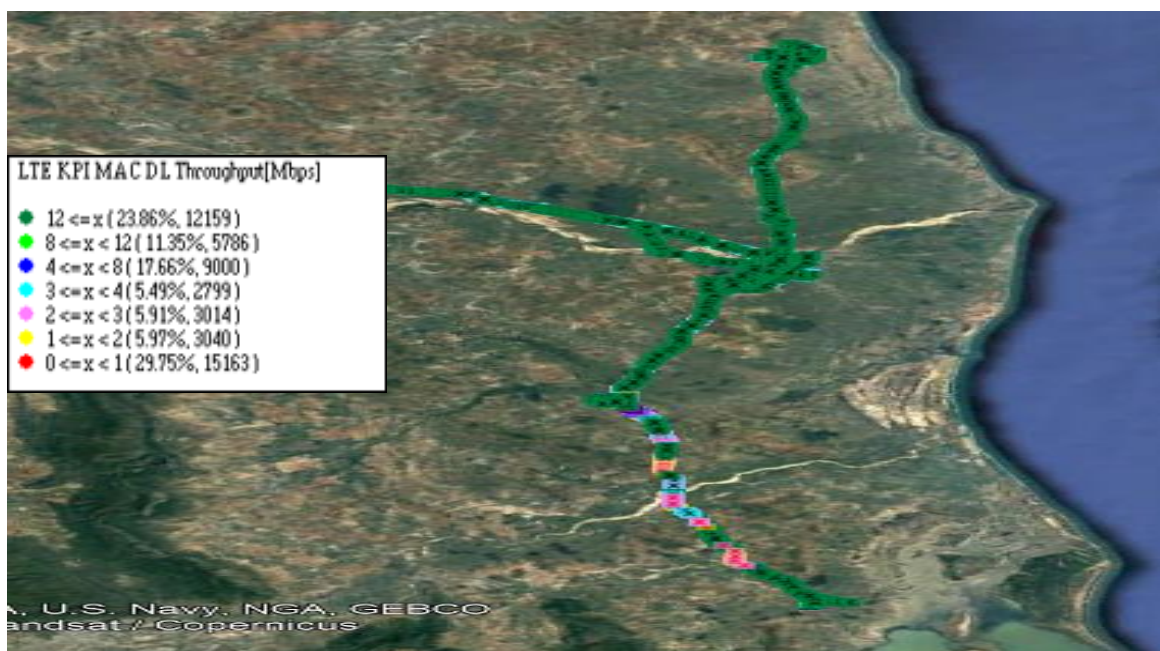 LTE KPI MAC DL Throughput[Mbps]
12 <=x ( 23.86%, 12159 )
8 <=x < 12 ( 11.35%, 5786 )
4 <=x < 8 ( 17.66%, 9000 )
3 <=x < 4 ( 5.49%, 2799 )
2 <=x < 3 ( 5.91%, 3014 )
1 <=x < 2 ( 5.97%, 3040 )
0 <=x < 1 ( 29.75%, 15163 )
A, U.S. Navy, NGA, GEBCO
andsat / Copernicus